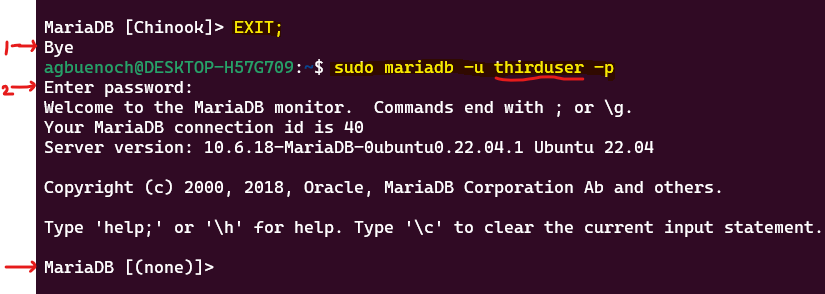 MariaDB [Chinook]> EXIT;
1 Bye
agbuenoch@DESKTOP-H57G709:~$ sudo mariadb -u thirduser -p
2 Enter password:
Welcome to the MariaDB monitor.  Commands end with ; or \g.
Your MariaDB connection id is 40
Server version: 10.6.18-MariaDB-0ubuntu0.22.04.1 Ubuntu 22.04
Copyright (c) 2000, 2018, Oracle, MariaDB Corporation Ab and others.
Type 'help;' or '\h' for help. Type '\c' to clear the current input statement.
MariaDB [(none)]>